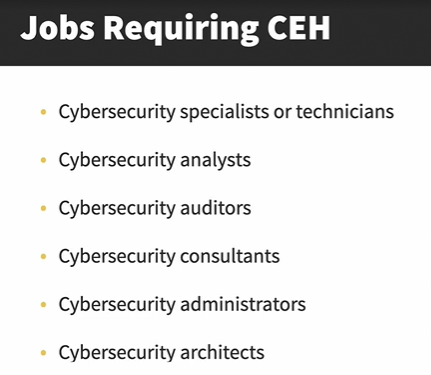 Jobs Requiring CEH
• Cybersecurity specialists or technicians
• Cybersecurity analysts
• Cybersecurity auditors
• Cybersecurity consultants
• Cybersecurity administrators
• Cybersecurity architects